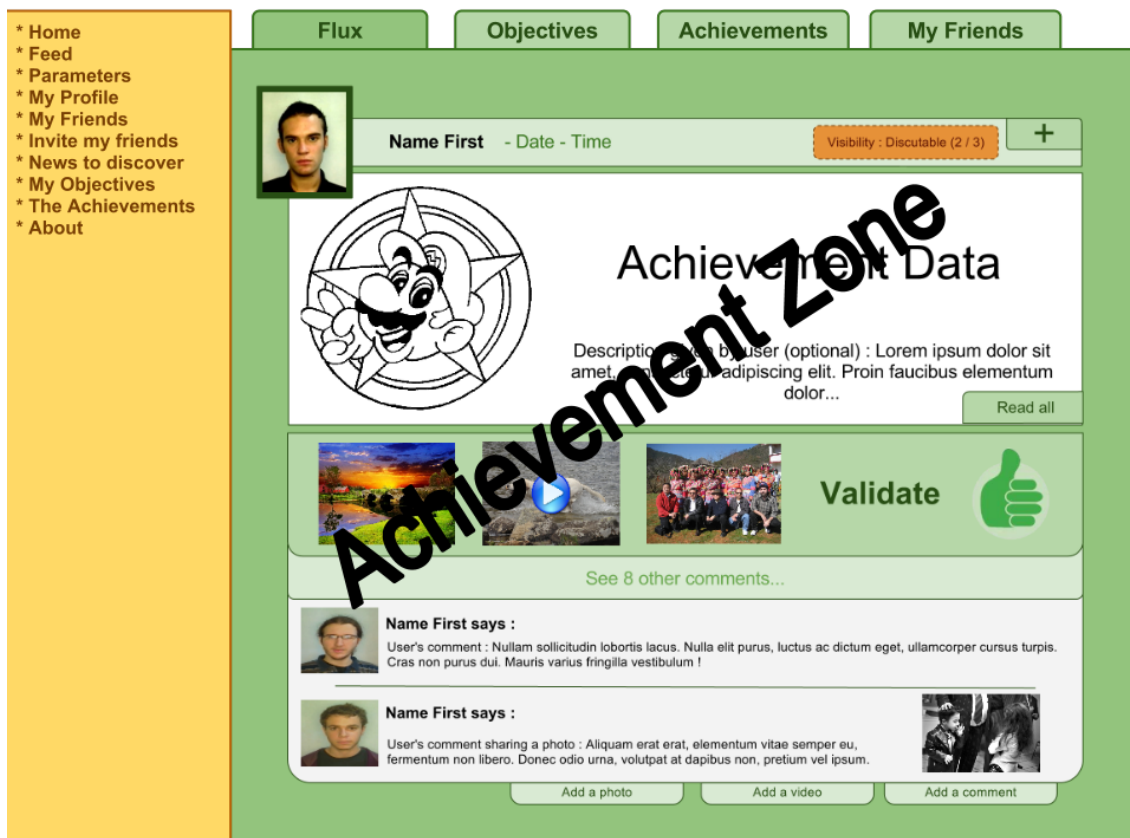 * Home
* Feed
* Parameters
* My Profile
* My Friends
* Invite my friends
* News to discover
* My Objectives
* The Achievements
* About
Flux
Objectives
Achievements
My Friends
Name First - Date - Time
Visibility : Discutable (2 / 3)
+
Achievement Data
Achievement Zone
Description given by user (optional) : Lorem ipsum dolor sit
amet, consectetur adipiscing elit. Proin faucibus elementum
dolor...
Read all
Validate
See 8 other comments...
Name First says :
User's comment : Nullam sollicitudin lobortis lacus. Nulla elit purus, luctus ac dictum eget, ullamcorper cursus turpis.
Cras non purus dui. Mauris varius fringilla vestibulum !
Name First says :
User's comment sharing a photo : Aliquam erat erat, elementum vitae semper eu,
fermentum non libero. Donec odio urna, volutpat at dapibus non, pretium vel ipsum.
Add a photo
Add a video
Add a comment